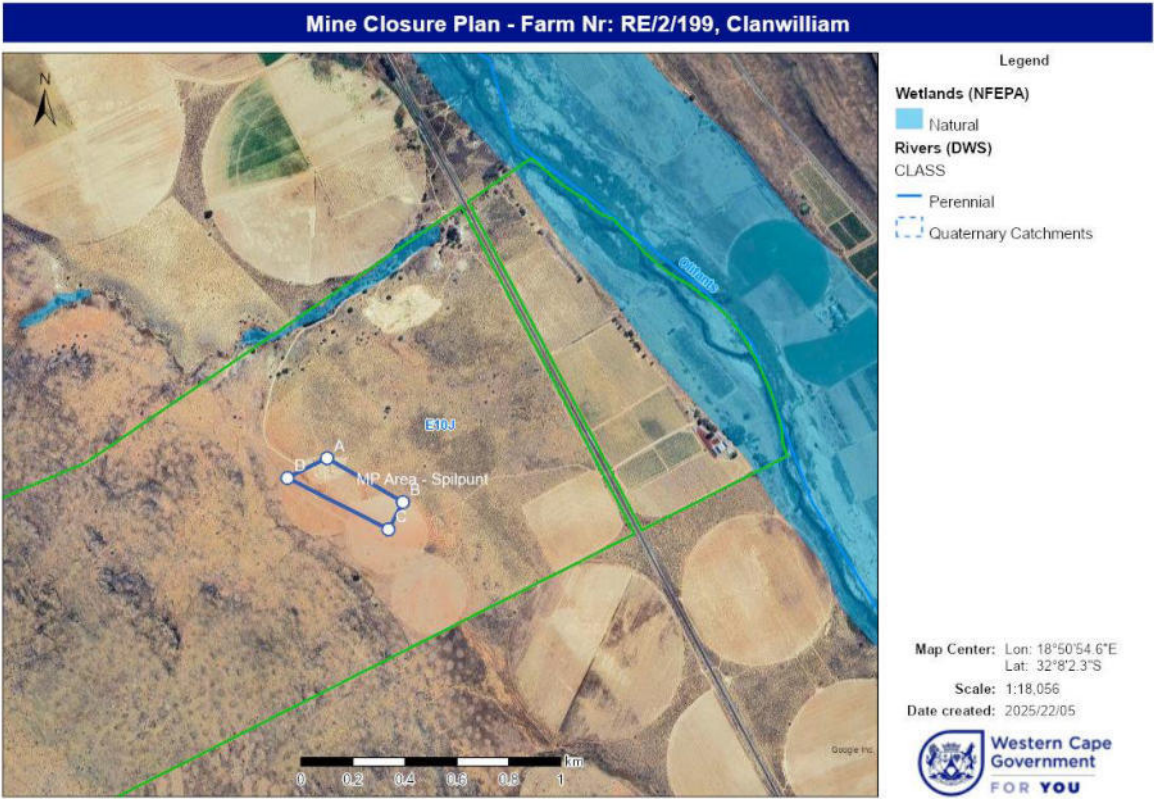 Mine Closure Plan - Farm Nr: RE/2/199, Clanwilliam
N
Olifants
E10J
A
D
MP Area - Spilpunt
B
C
km
0 0.2 0.4 0.6 0.8 1
Google Inc.
Legend
Wetlands (NFEPA)
Natural
Rivers (DWS)
CLASS
Perennial
Quaternary Catchments
Map Center: Lon: 18°50'54.6"E
Lat: 32°8'2.3"S
Scale: 1:18,056
Date created: 2025/22/05
Western Cape
Government
FOR YOU